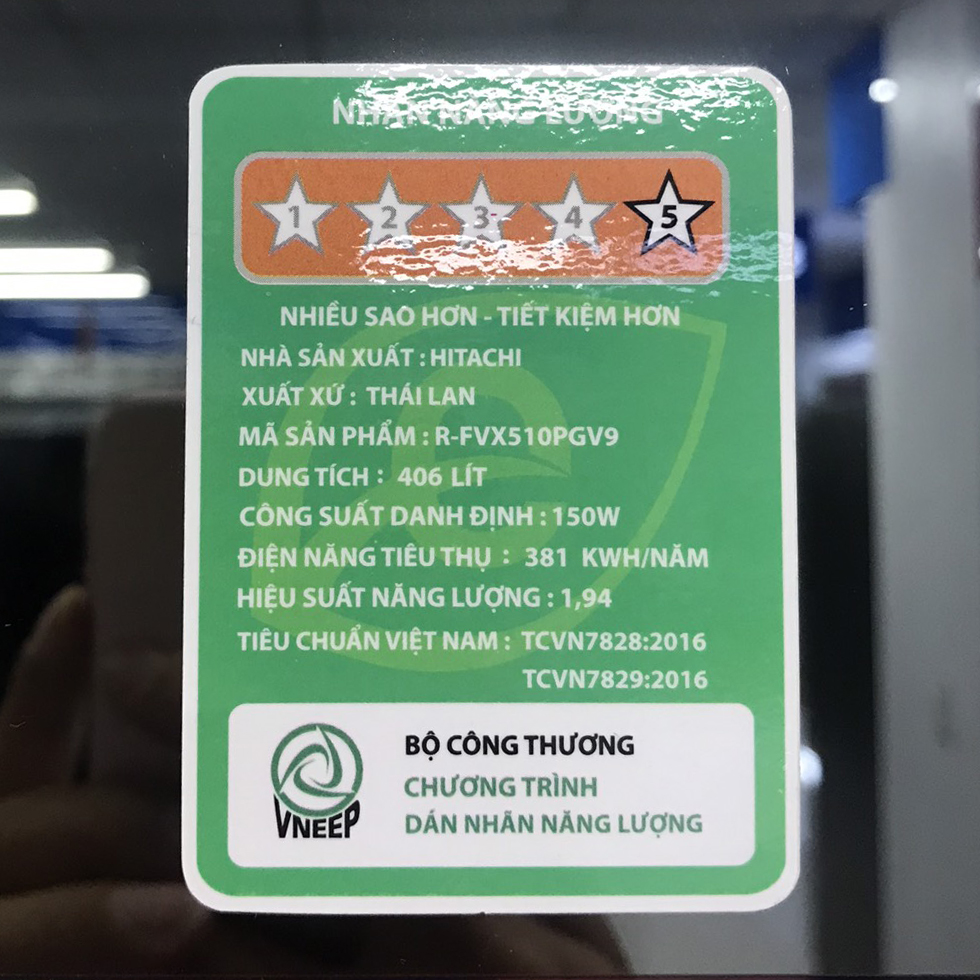 NHÃN NĂNG LƯỢNG
1 2 3 4 5
NHIỀU SAO HƠN - TIẾT KIỆM HƠN
NHÀ SẢN XUẤT : HITACHI
XUẤT XỨ : THÁI LAN
MÃ SẢN PHẨM : R-FVX510PGV9
DUNG TÍCH : 406 LÍT
CÔNG SUẤT DANH ĐỊNH : 150W
ĐIỆN NĂNG TIÊU THỤ : 381 KWH/NĂM
HIỆU SUẤT NĂNG LƯỢNG : 1,94
TIÊU CHUẨN VIỆT NAM : TCVN7828:2016
TCVN7829:2016
BỘ CÔNG THƯƠNG
CHƯƠNG TRÌNH
DÁN NHÃN NĂNG LƯỢNG
VNEEP